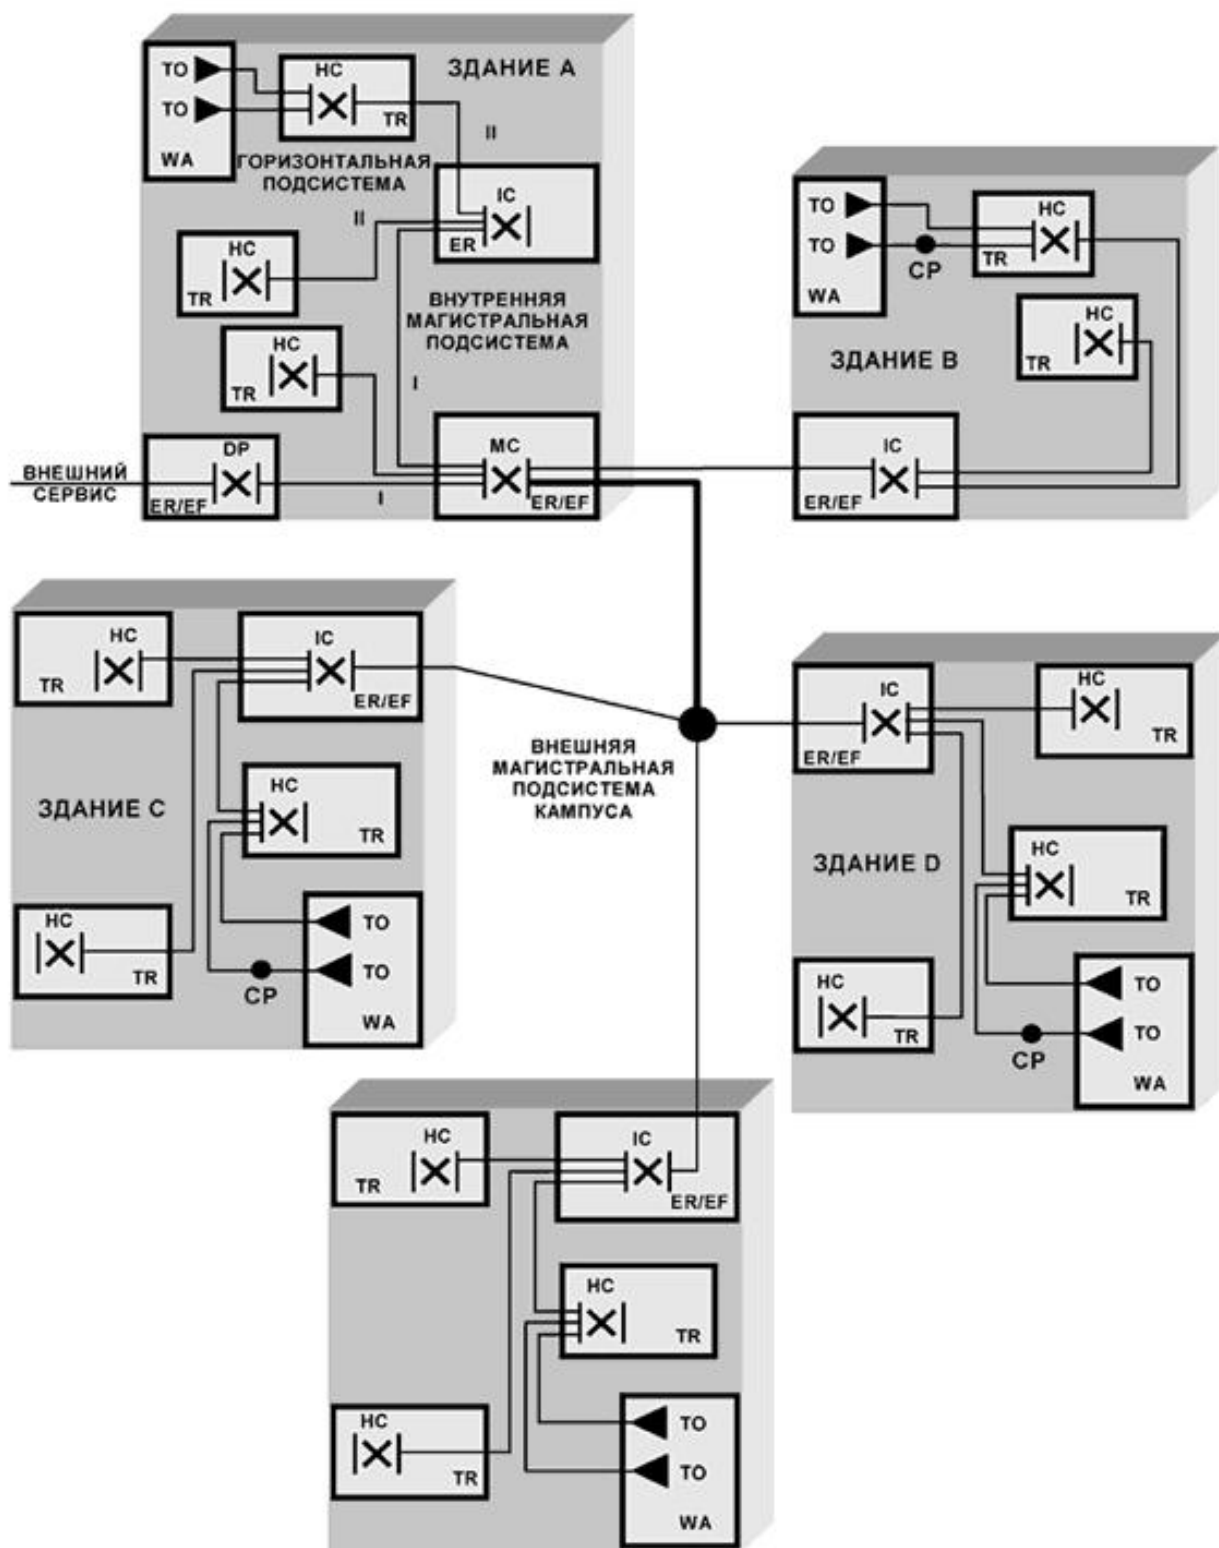 ЗДАНИЕ А
TO
TO
WA
HC
TR
II
ГОРИЗОНТАЛЬНАЯ
ПОДСИСТЕМА
IC
ER
II
HC
TR
ВНУТРЕННЯЯ
МАГИСТРАЛЬНАЯ
ПОДСИСТЕМА
HC
TR
I
ВНЕШНИЙ
СЕРВИС
DP
ER/EF
I
MC
ER/EF
TO
TO
WA
CP
HC
TR
HC
TR
ЗДАНИЕ В
IC
ER/EF
HC
TR
IC
ER/EF
ЗДАНИЕ С
HC
TR
HC
TR
TO
TO
CP
WA
ВНЕШНЯЯ
МАГИСТРАЛЬНАЯ
ПОДСИСТЕМА
КАМПУСА
IC
ER/EF
HC
TR
ЗДАНИЕ D
HC
TR
HC
TR
TO
TO
CP
WA
HC
TR
IC
ER/EF
HC
TR
HC
TR
TO
TO
WA